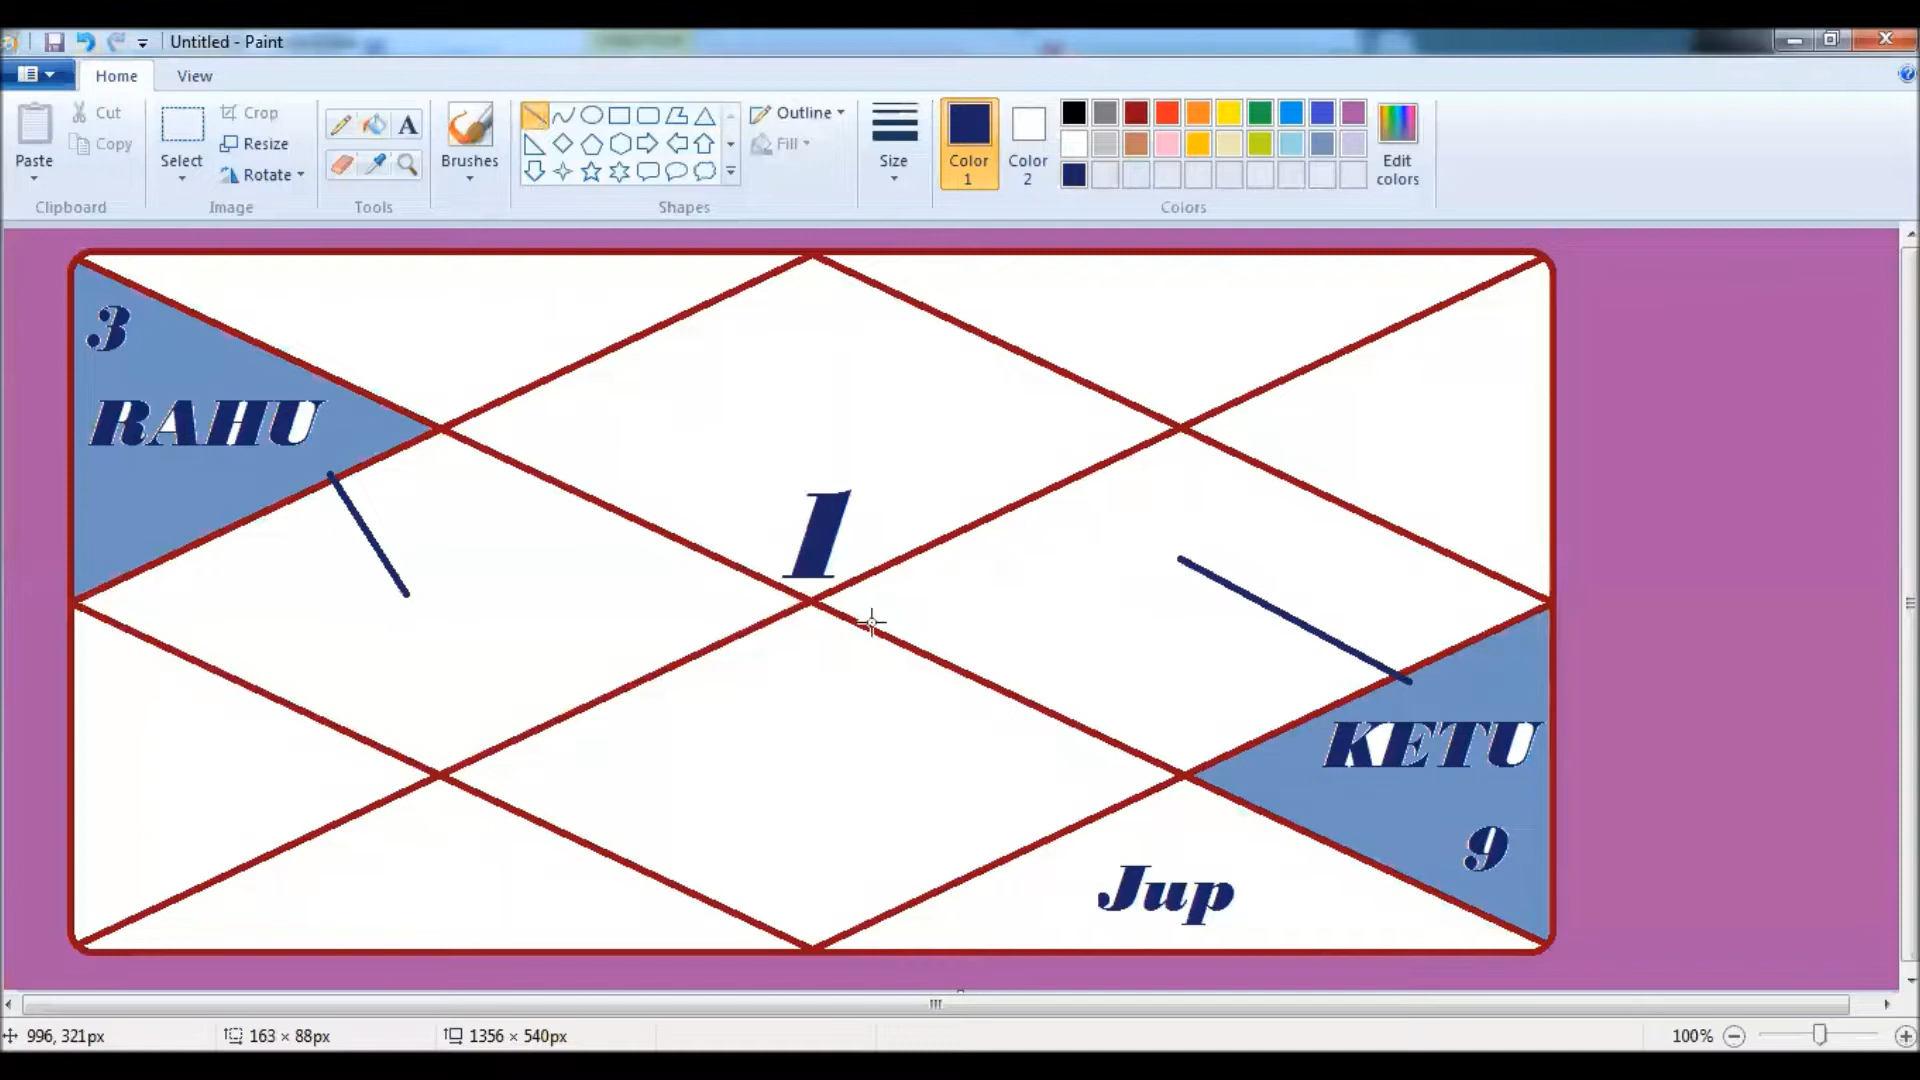 Untitled - Paint
Home View
Paste
Cut
Copy
Clipboard
Select
Crop
Resize
Rotate
Image
A
Tools
Brushes
Shapes
Outline
Fill
Size
Color 1
Color 2
Edit colors
Colors
3
RAHU
1
KETU
9
Jup
996, 321px
163 × 88px
1356 × 540px
100%